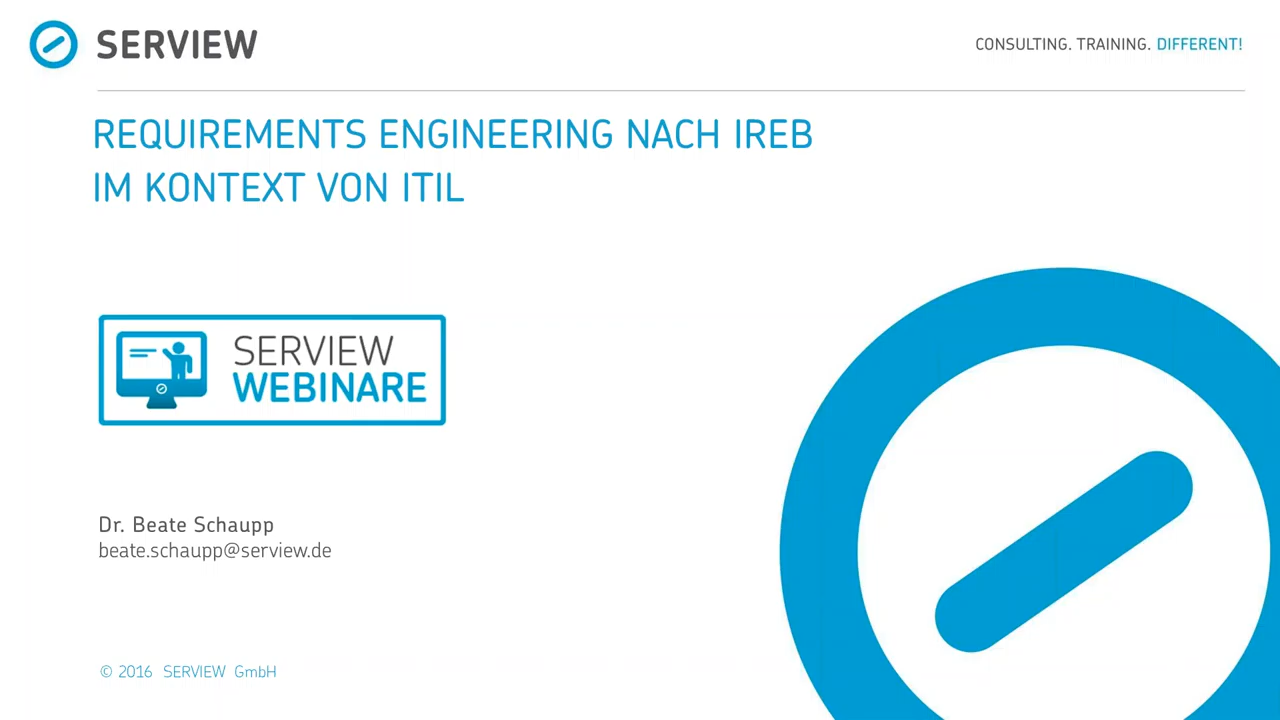 SERVIEW
CONSULTING. TRAINING. DIFFERENT!
REQUIREMENTS ENGINEERING NACH IREB
IM KONTEXT VON ITIL
SERVIEW
WEBINARE
Dr. Beate Schaupp
beate.schaupp@serview.de
© 2016 SERVIEW GmbH